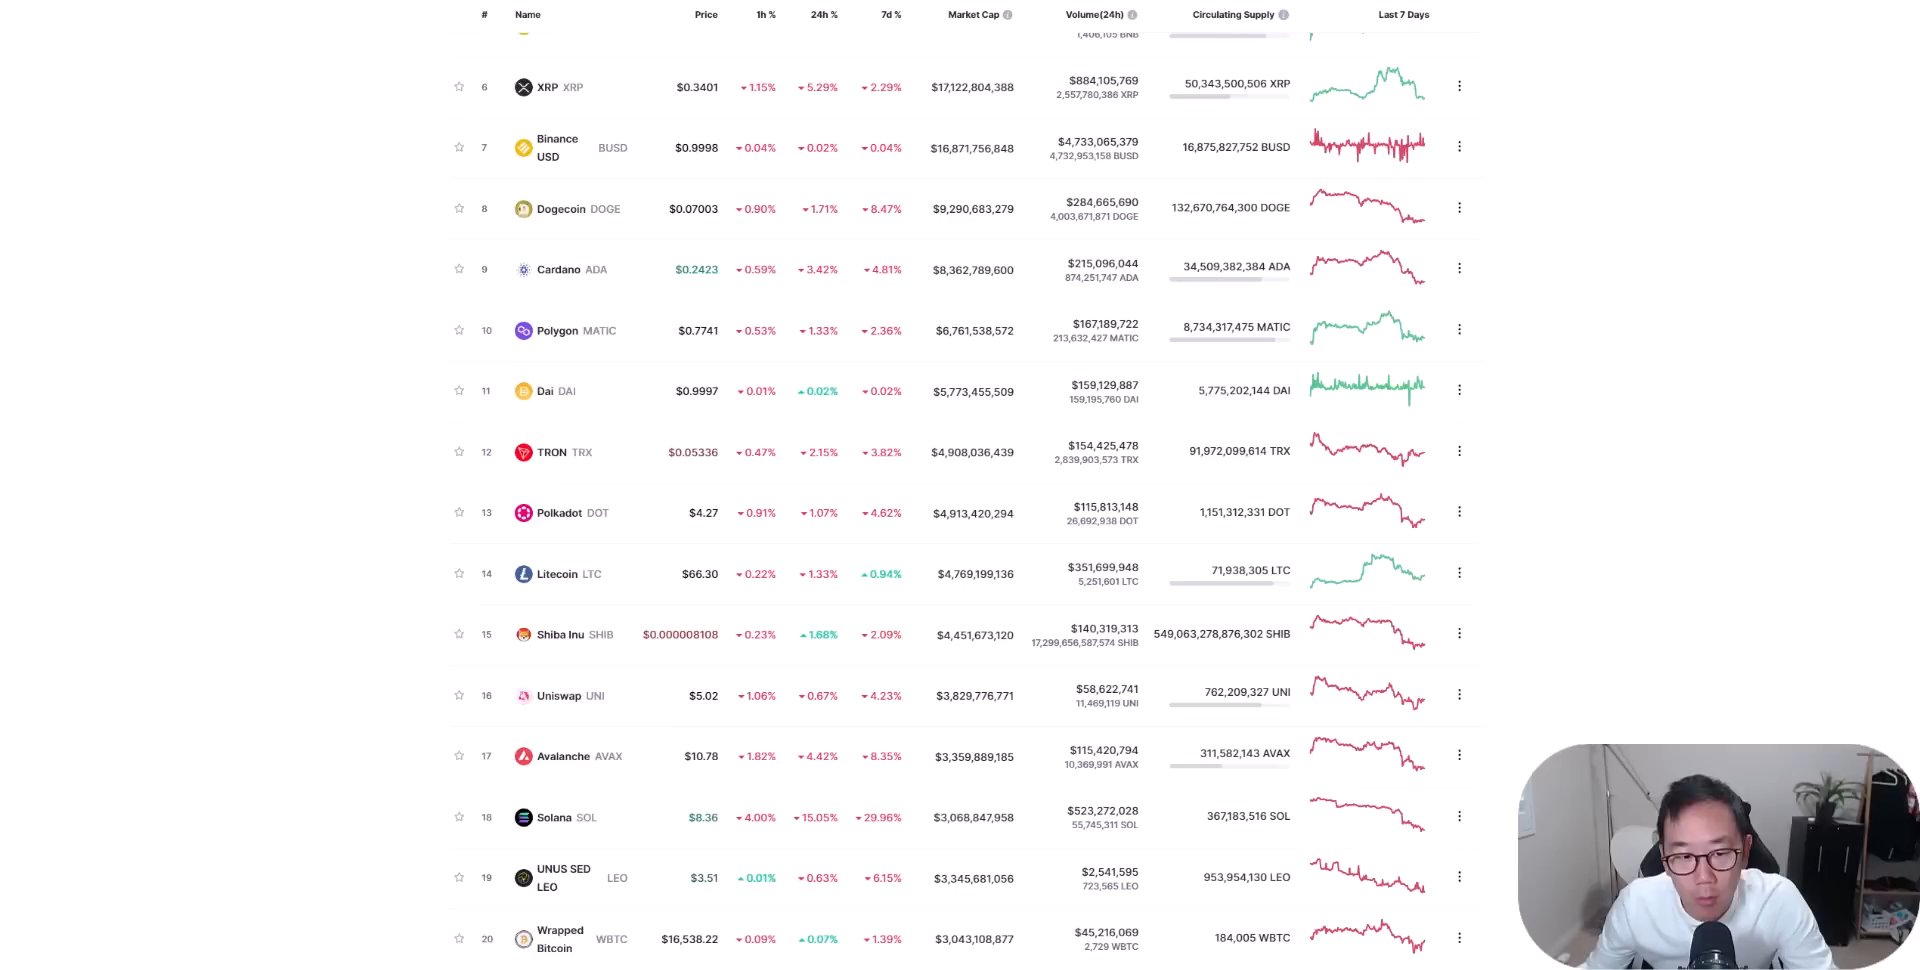 # Name Price 1h % 24h % 7d % Market Cap Volume(24h) Circulating Supply Last 7 Days
1,406,105 BNB
6 XRP XRP $0.3401 1.15% 5.29% 2.29% $17,122,804,388 $884,105,769 50,343,500,506 XRP
2,557,780,386 XRP
7 Binance USD BUSD $0.9998 0.04% 0.02% 0.04% $16,871,756,848 $4,733,065,379 16,875,827,752 BUSD
4,732,953,158 BUSD
8 Dogecoin DOGE $0.07003 0.90% 1.71% 8.47% $9,290,683,279 $284,665,690 132,670,764,300 DOGE
4,003,671,871 DOGE
9 Cardano ADA $0.2423 0.59% 3.42% 4.81% $8,362,789,600 $215,096,044 34,509,382,384 ADA
874,251,747 ADA
10 Polygon MATIC $0.7741 0.53% 1.33% 2.36% $6,761,538,572 $167,189,722 8,734,317,475 MATIC
213,632,427 MATIC
11 Dai DAI $0.9997 0.01% 0.02% 0.02% $5,773,455,509 $159,129,887 5,775,202,144 DAI
159,195,760 DAI
12 TRON TRX $0.05336 0.47% 2.15% 3.82% $4,908,036,439 $154,425,478 91,972,099,614 TRX
2,839,903,573 TRX
13 Polkadot DOT $4.27 0.91% 1.07% 4.62% $4,913,420,294 $115,813,148 1,151,312,331 DOT
26,692,938 DOT
14 Litecoin LTC $66.30 0.22% 1.33% 0.94% $4,769,199,136 $351,699,948 71,938,305 LTC
5,251,601 LTC
15 Shiba Inu SHIB $0.000008108 0.23% 1.68% 2.09% $4,451,673,120 $140,319,313 549,063,278,876,302 SHIB
17,299,656,587,574 SHIB
16 Uniswap UNI $5.02 1.06% 0.67% 4.23% $3,829,776,771 $58,622,741 762,209,327 UNI
11,469,119 UNI
17 Avalanche AVAX $10.78 1.82% 4.42% 8.35% $3,359,889,185 $115,420,794 311,582,143 AVAX
10,369,991 AVAX
18 Solana SOL $8.36 4.00% 15.05% 29.96% $3,068,847,958 $523,272,028 367,183,516 SOL
55,745,311 SOL
19 UNUS SED LEO LEO $3.51 0.01% 0.63% 6.15% $3,345,681,056 $2,541,595 953,954,130 LEO
723,565 LEO
20 Wrapped Bitcoin WBTC $16,538.22 0.09% 0.07% 1.39% $3,043,108,877 $45,216,069 184,005 WBTC
2,729 WBTC